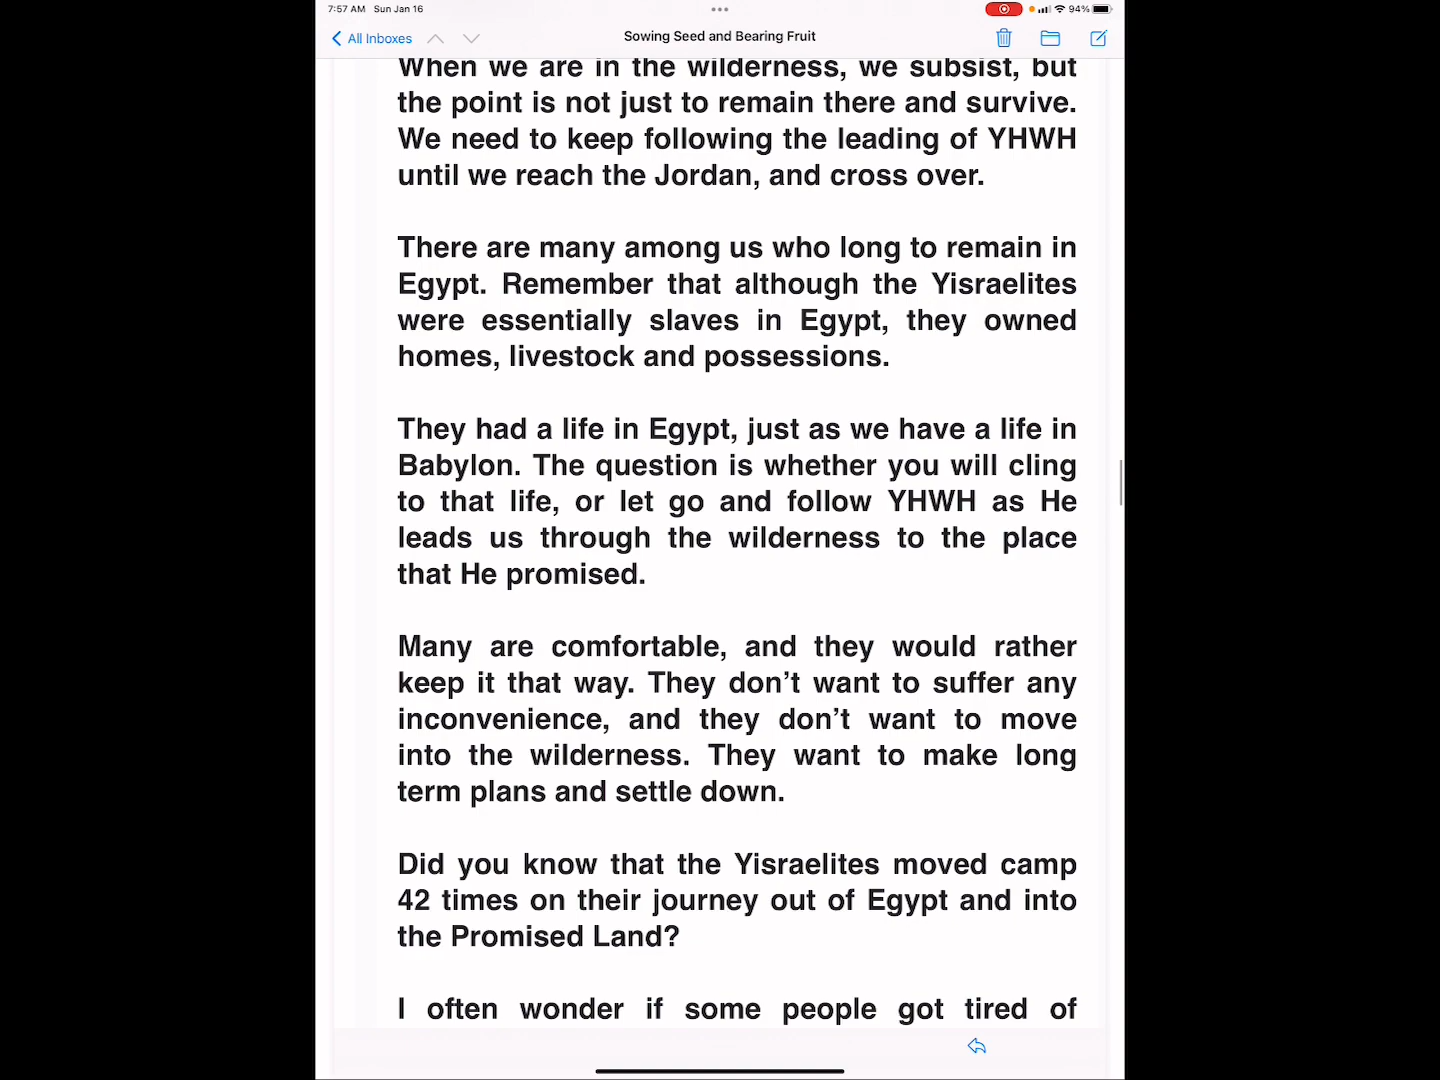 7:57 AM Sun Jan 16
94%
All Inboxes
Sowing Seed and Bearing Fruit
When we are in the wilderness, we subsist, but
the point is not just to remain there and survive.
We need to keep following the leading of YHWH
until we reach the Jordan, and cross over.
There are many among us who long to remain in
Egypt. Remember that although the Yisraelites
were essentially slaves in Egypt, they owned
homes, livestock and possessions.
They had a life in Egypt, just as we have a life in
Babylon. The question is whether you will cling
to that life, or let go and follow YHWH as He
leads us through the wilderness to the place
that He promised.
Many are comfortable, and they would rather
keep it that way. They don’t want to suffer any
inconvenience, and they don’t want to move
into the wilderness. They want to make long
term plans and settle down.
Did you know that the Yisraelites moved camp
42 times on their journey out of Egypt and into
the Promised Land?
I often wonder if some people got tired of